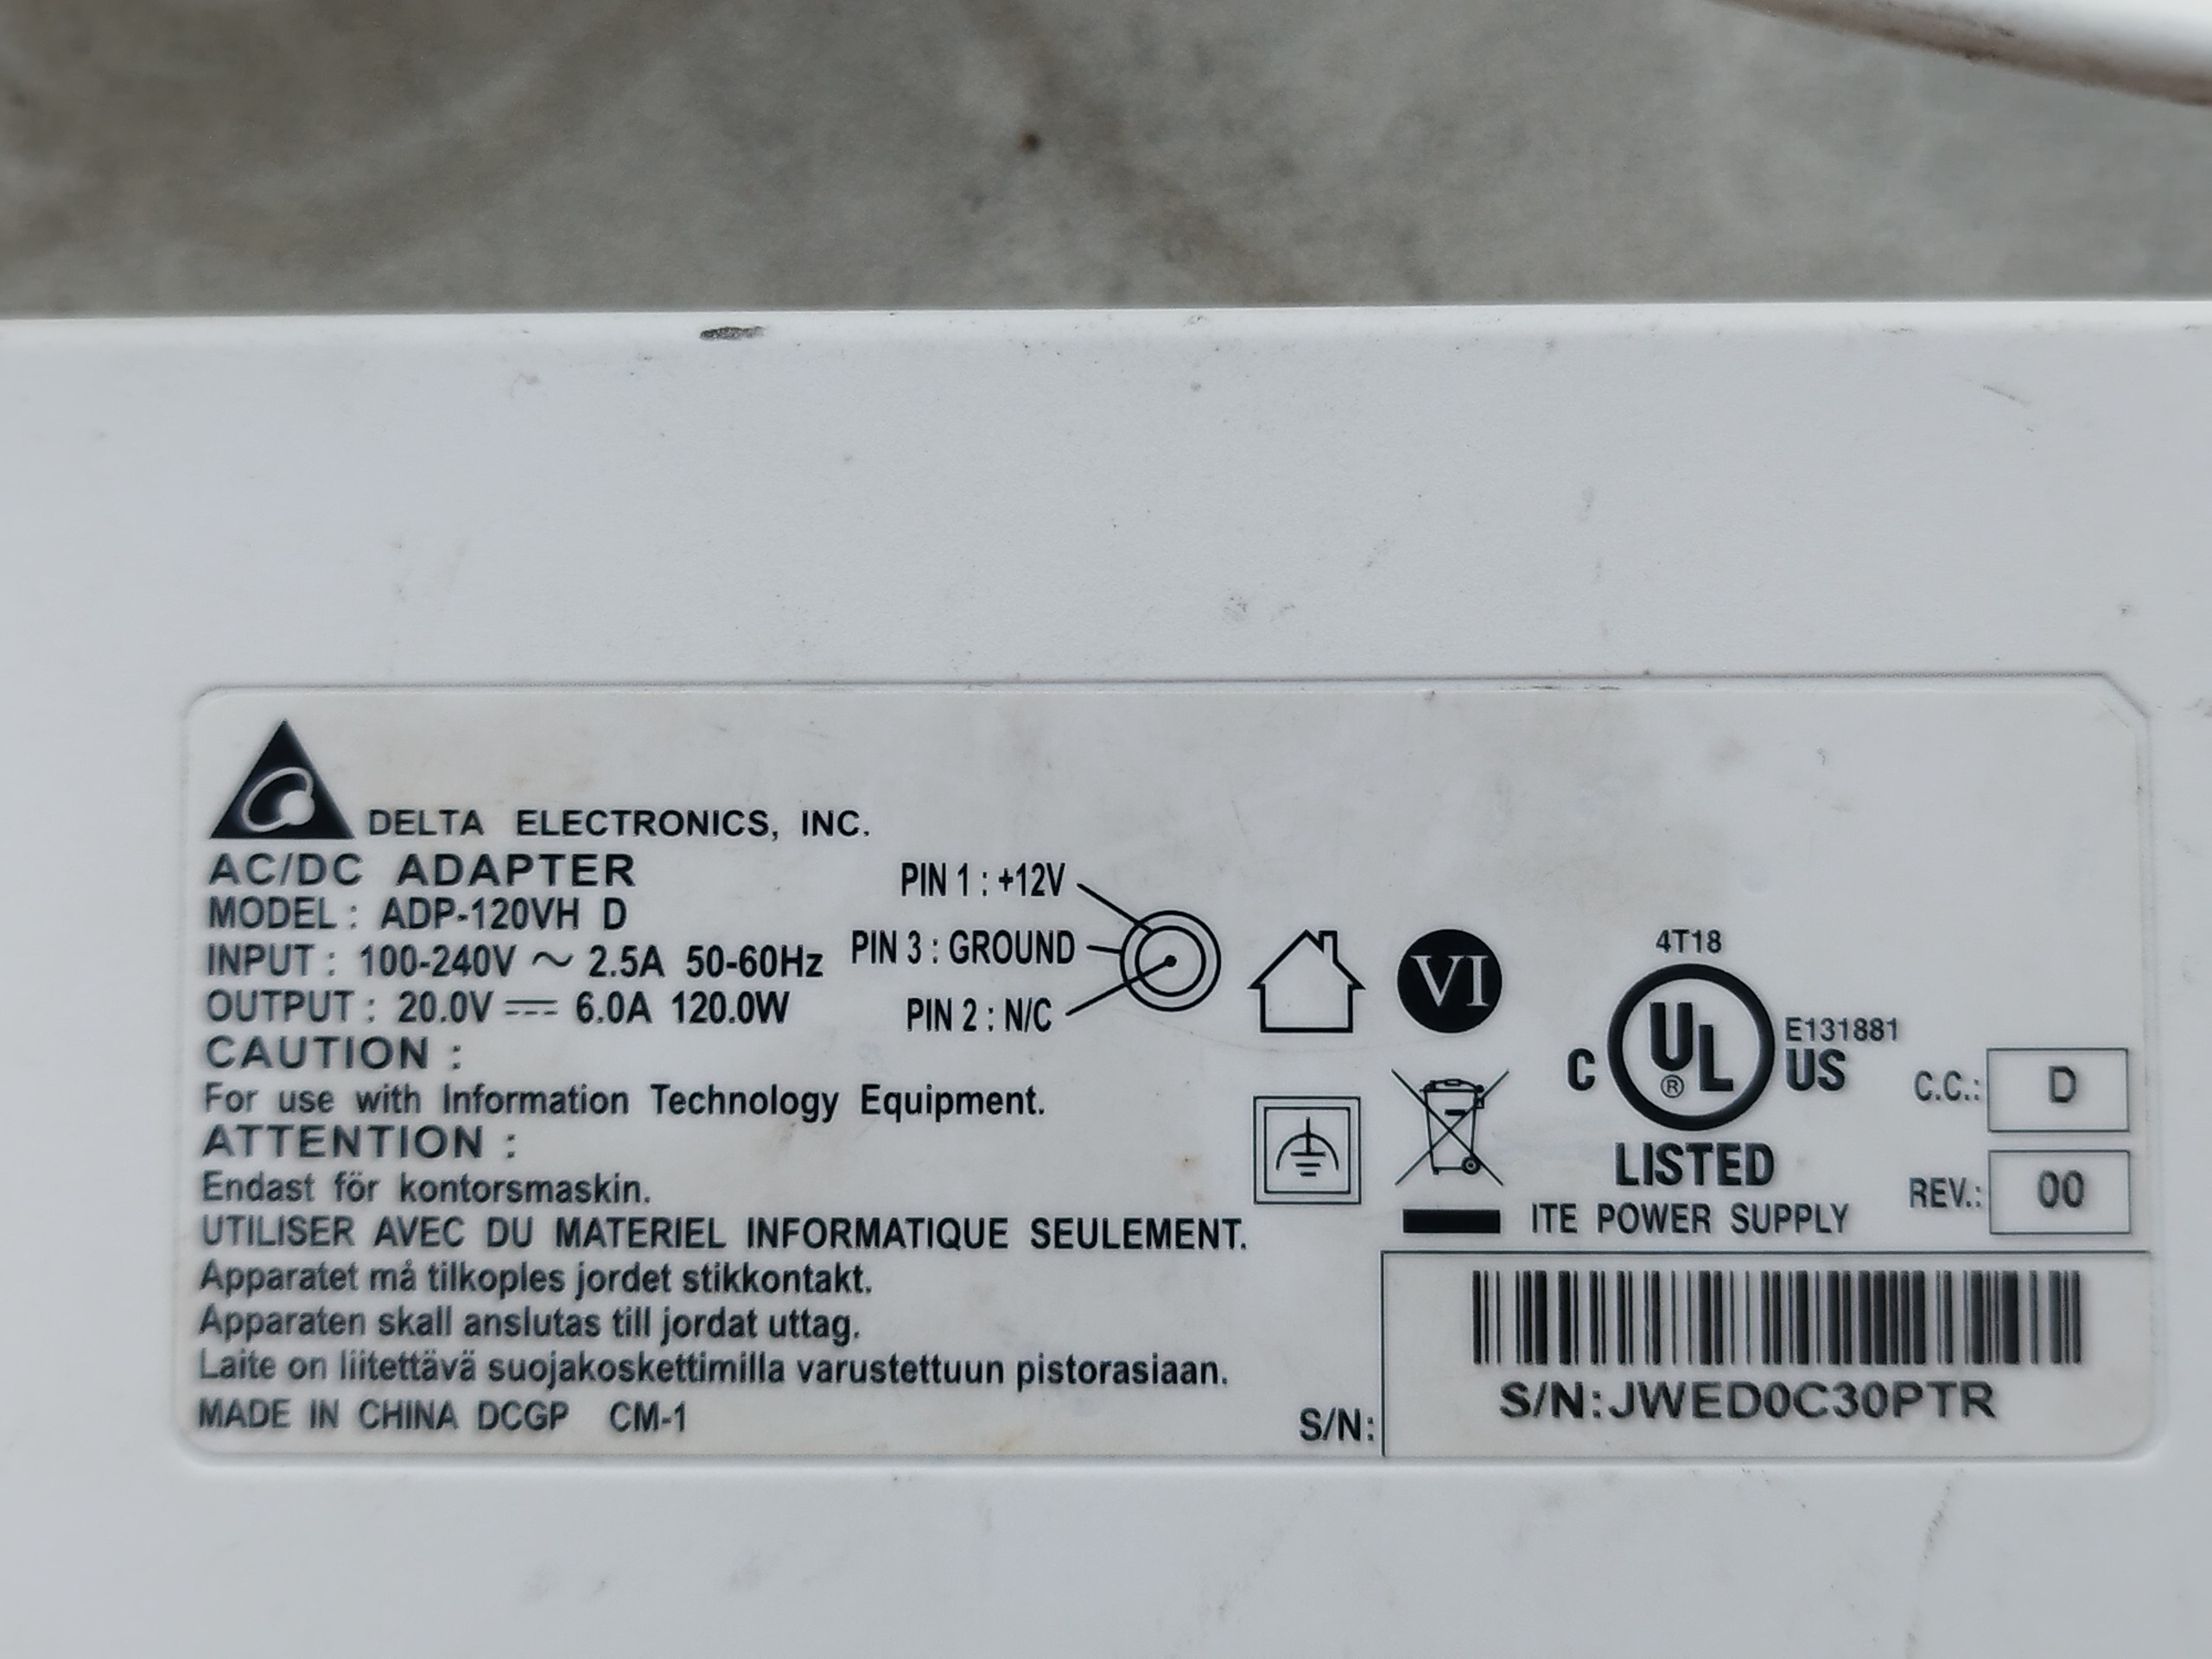 DELTA ELECTRONICS, INC.
AC/DC ADAPTER
MODEL : ADP-120VH D
INPUT : 100-240V ~ 2.5A 50-60Hz
OUTPUT : 20.0V ⎓ 6.0A 120.0W
PIN 1 : +12V
PIN 3 : GROUND
PIN 2 : N/C
CAUTION :
For use with Information Technology Equipment.
ATTENTION :
Endast för kontorsmaskin.
UTILISER AVEC DU MATERIEL INFORMATIQUE SEULEMENT.
Apparatet må tilkoples jordet stikkontakt.
Apparaten skall anslutas till jordat uttag.
Laite on liitettävä suojakoskettimilla varustettuun pistorasiaan.
MADE IN CHINA DCGP CM-1
VI
4T18
C UL ® US
E131881
LISTED
ITE POWER SUPPLY
C.C.: D
REV.: 00
S/N:
S/N:JWED0C30PTR